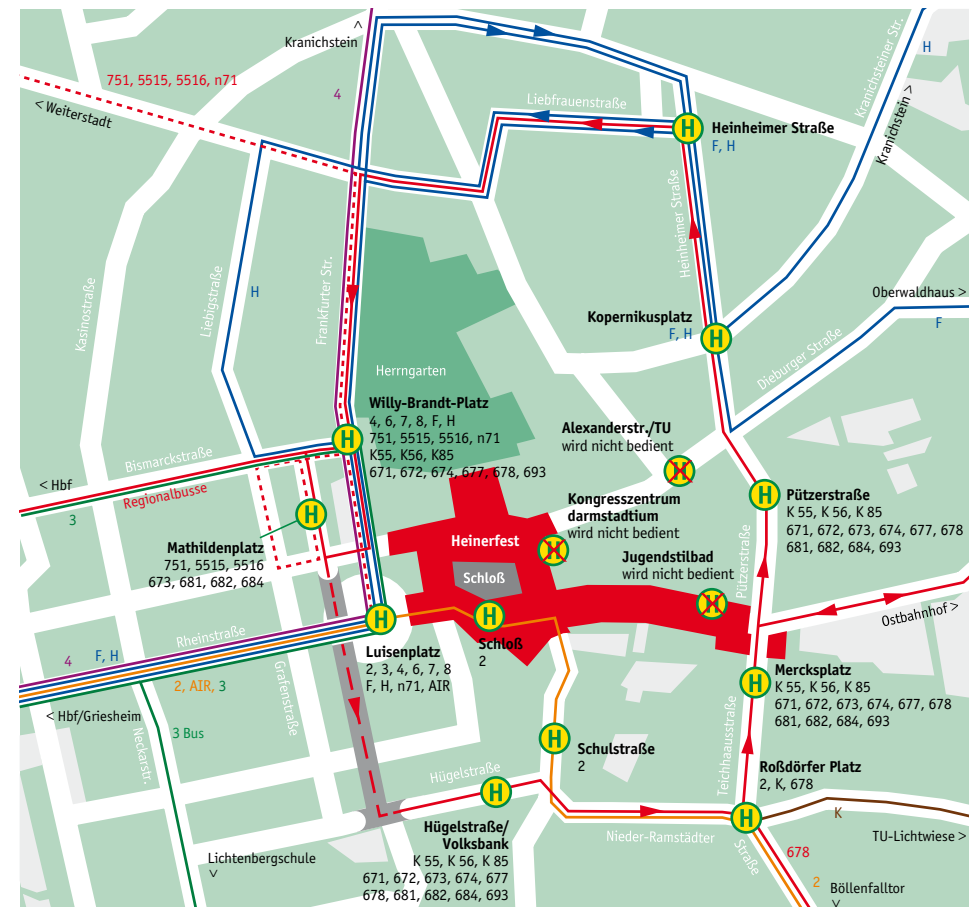 Kranichstein
751, 5515, 5516, n71
4
< Weiterstadt
Liebfrauenstraße
Heinheimer Straße
F, H
Kranichsteiner Str.
H
Kranichstein >
Kasinostraße
Liebigstraße
H
Frankfurter Str.
Heinheimer Straße
Oberwaldhaus >
F
Kopernikusplatz
F, H
Dieburger Straße
Herrngarten
Willy-Brandt-Platz
4, 6, 7, 8, F, H
751, 5515, 5516, n71
K55, K56, K85
671, 672, 674, 677, 678, 693
H
H
H
Alexanderstr./TU
wird nicht bedient
H
Bismarckstraße
< Hbf
Regionalbusse
3
Kongresszentrum
darmstadtium
wird nicht bedient
H
H
Pützerstraße
K 55, K 56, K 85
671, 672, 673, 674, 677, 678
681, 682, 684, 693
H
Mathildenplatz
751, 5515, 5516
673, 681, 682, 684
Heinerfest
Schloß
Jugendstilbad
wird nicht bedient
H
Pützerstraße
Ostbahnhof >
Rheinstraße
H
H
Schloß
2
4
F, H
2, AIR, 3
< Hbf/Griesheim
Grafenstraße
Luisenplatz
2, 3, 4, 6, 7, 8
F, H, n71, AIR
H
Mercksplatz
K 55, K 56, K 85
671, 672, 673, 674, 677, 678
681, 682, 684, 693
Neckarstr.
3 Bus
H
Schulstraße
2
Teichhausstraße
Roßdörfer Platz
2, K, 678
Hügelstraße
H
H
Hügelstraße/
Volksbank
K 55, K 56, K 85
671, 672, 673, 674, 677
678, 681, 682, 684, 693
Nieder-Ramstädter
Straße
K
TU-Lichtwiese >
678
2
Böllenfalltor
Lichtenbergschule